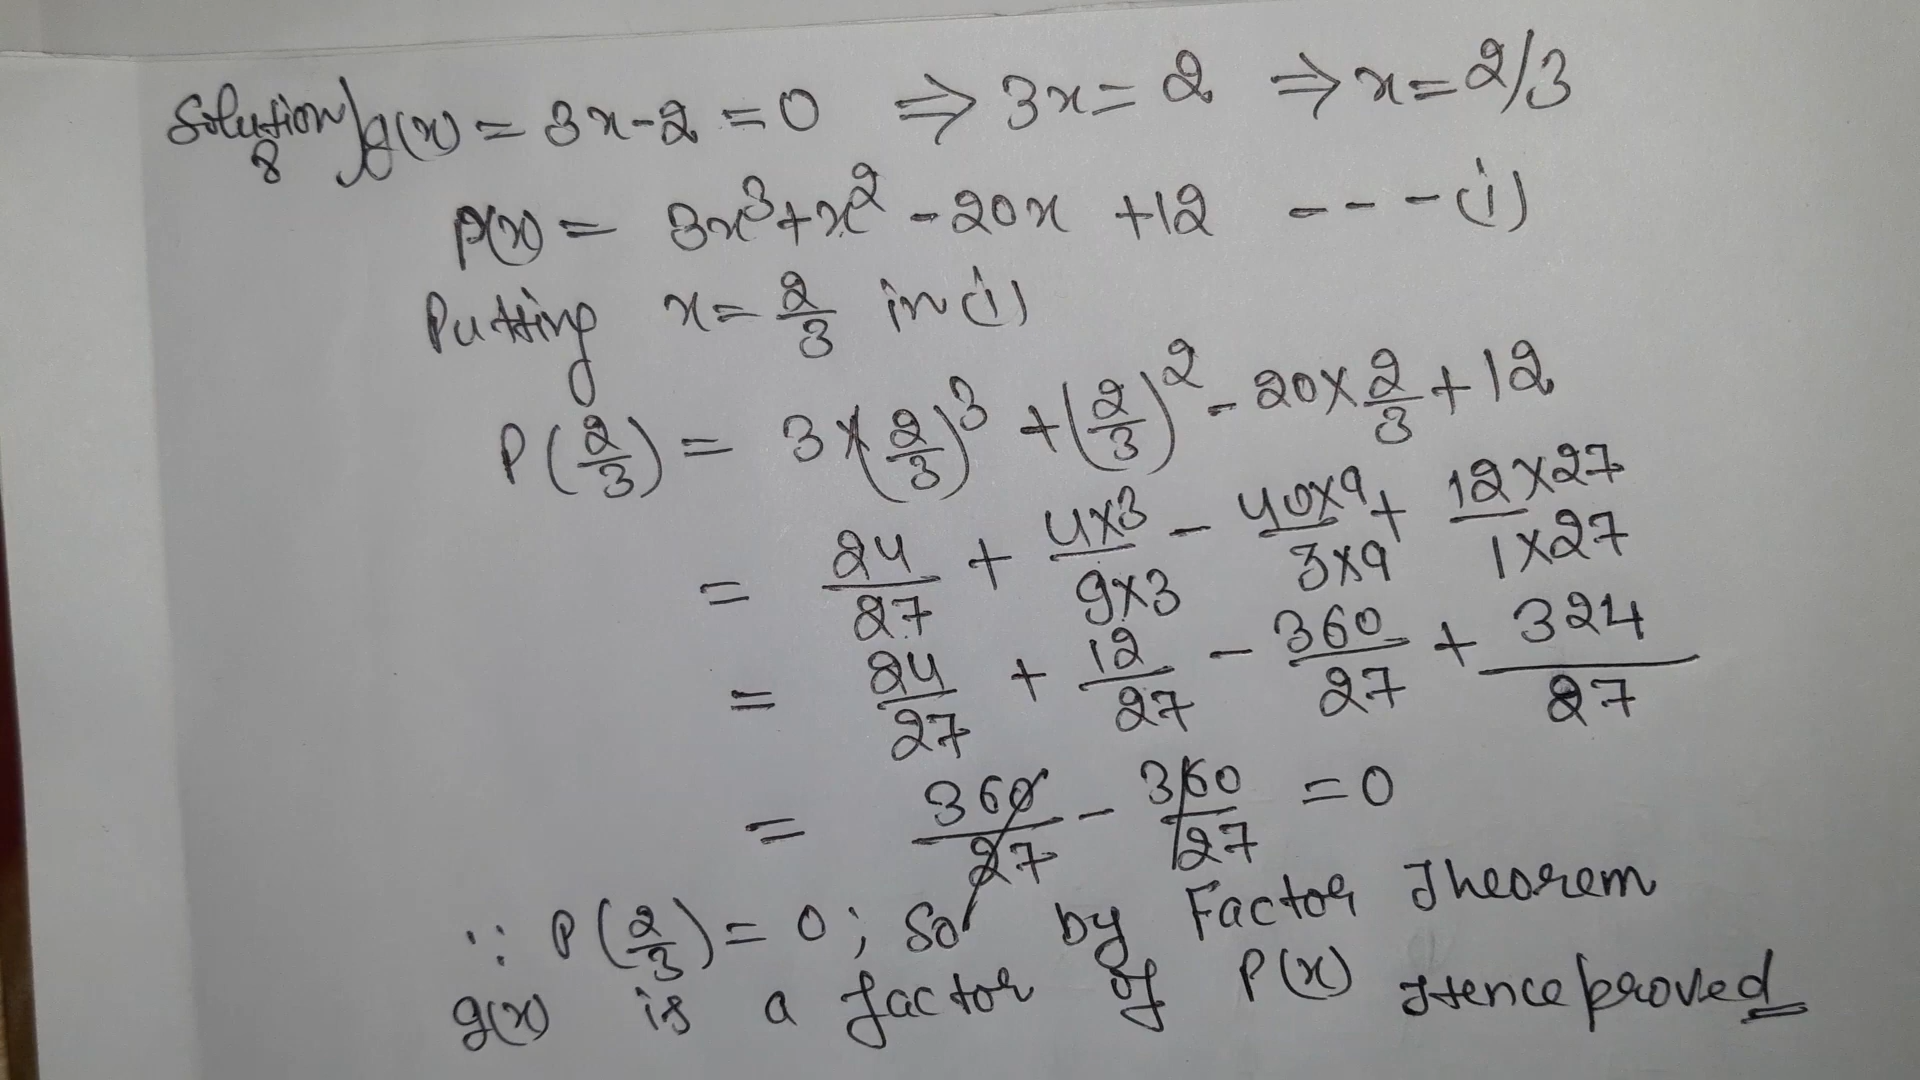 Solution 8) g(x) = 3x-2 = 0 ⇒ 3x = 2 ⇒ x = 2/3
P(x) = 3x³+x² - 20x +12 ---- (i)
Putting x = 2/3 in (i)
P(2/3) = 3×(2/3)³ + (2/3)² - 20×2/3 + 12
= 24/27 + 4×3/9×3 - 40×9/3×9 + 12×27/1×27
= 24/27 + 12/27 - 360/27 + 324/27
= 360/27 - 360/27 = 0
∵ P(2/3) = 0; So by Factor Theorem
g(x) is a factor of P(x) Hence proved